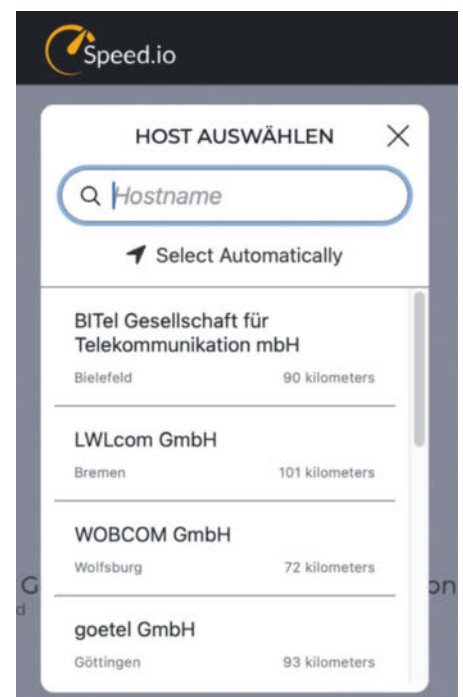 Speed.io
HOST AUSWÄHLEN
Hostname
Select Automatically
BITel Gesellschaft für
Telekommunikation mbH
Bielefeld 90 kilometers
LWLcom GmbH
Bremen 101 kilometers
WOBCOM GmbH
Wolfsburg 72 kilometers
G on
d
goetel GmbH
Göttingen 93 kilometers